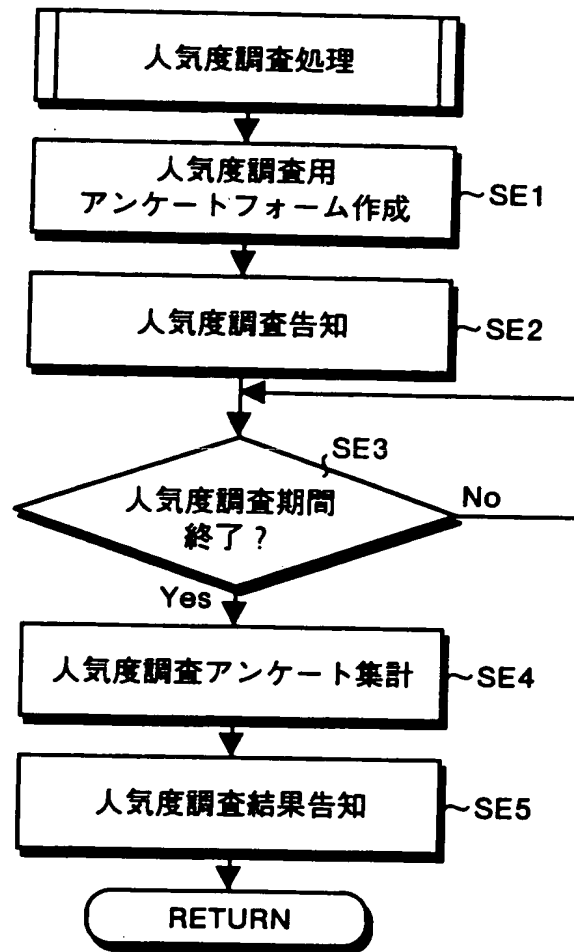 人気度調査処理
人気度調査用
アンケートフォーム作成
~SE1
人気度調査告知
~SE2
SE3
人気度調査期間
終了?
No
Yes
人気度調査アンケート集計
~SE4
人気度調査結果告知
~SE5
RETURN